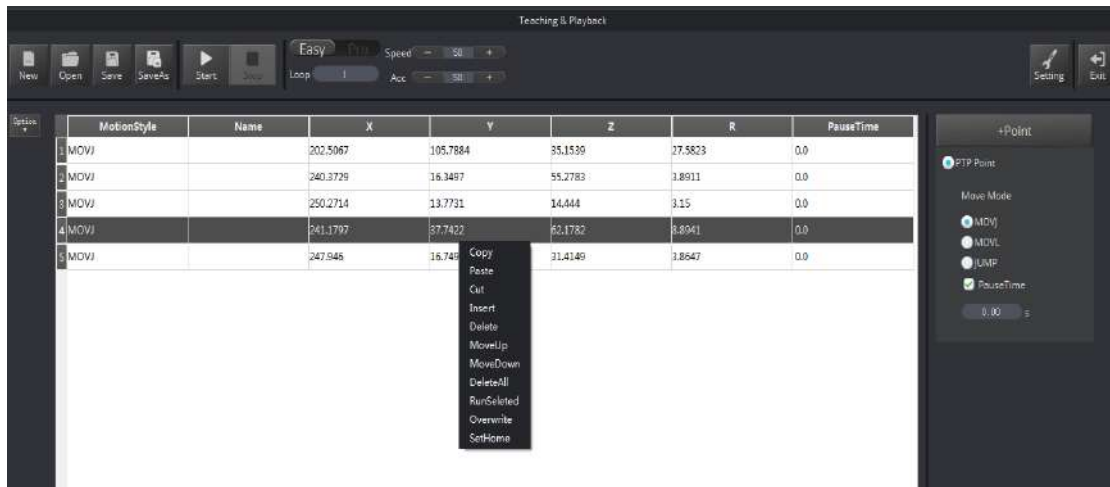 Teaching & Playback
New Open Save SaveAs Start Stop
Easy Pro Speed - 50 +
Loop 1 Acc - 50 +
Setting Exit
Option
MotionStyle Name X Y Z R PauseTime
1 MOVJ 202.5067 105.7884 35.1539 27.5823 0.0
2 MOVJ 240.3729 16.3497 55.2783 3.8911 0.0
3 MOVJ 250.2714 13.7731 14.444 3.15 0.0
4 MOVJ 241.1797 37.7422 62.1782 8.8941 0.0
5 MOVJ 247.946 16.749 31.4149 3.8647 0.0
Copy
Paste
Cut
Insert
Delete
MoveUp
MoveDown
DeleteAll
RunSeleted
Overwrite
SetHome
+Point
PTP Point
Move Mode
MOVJ
MOVL
JUMP
PauseTime
0.00 s